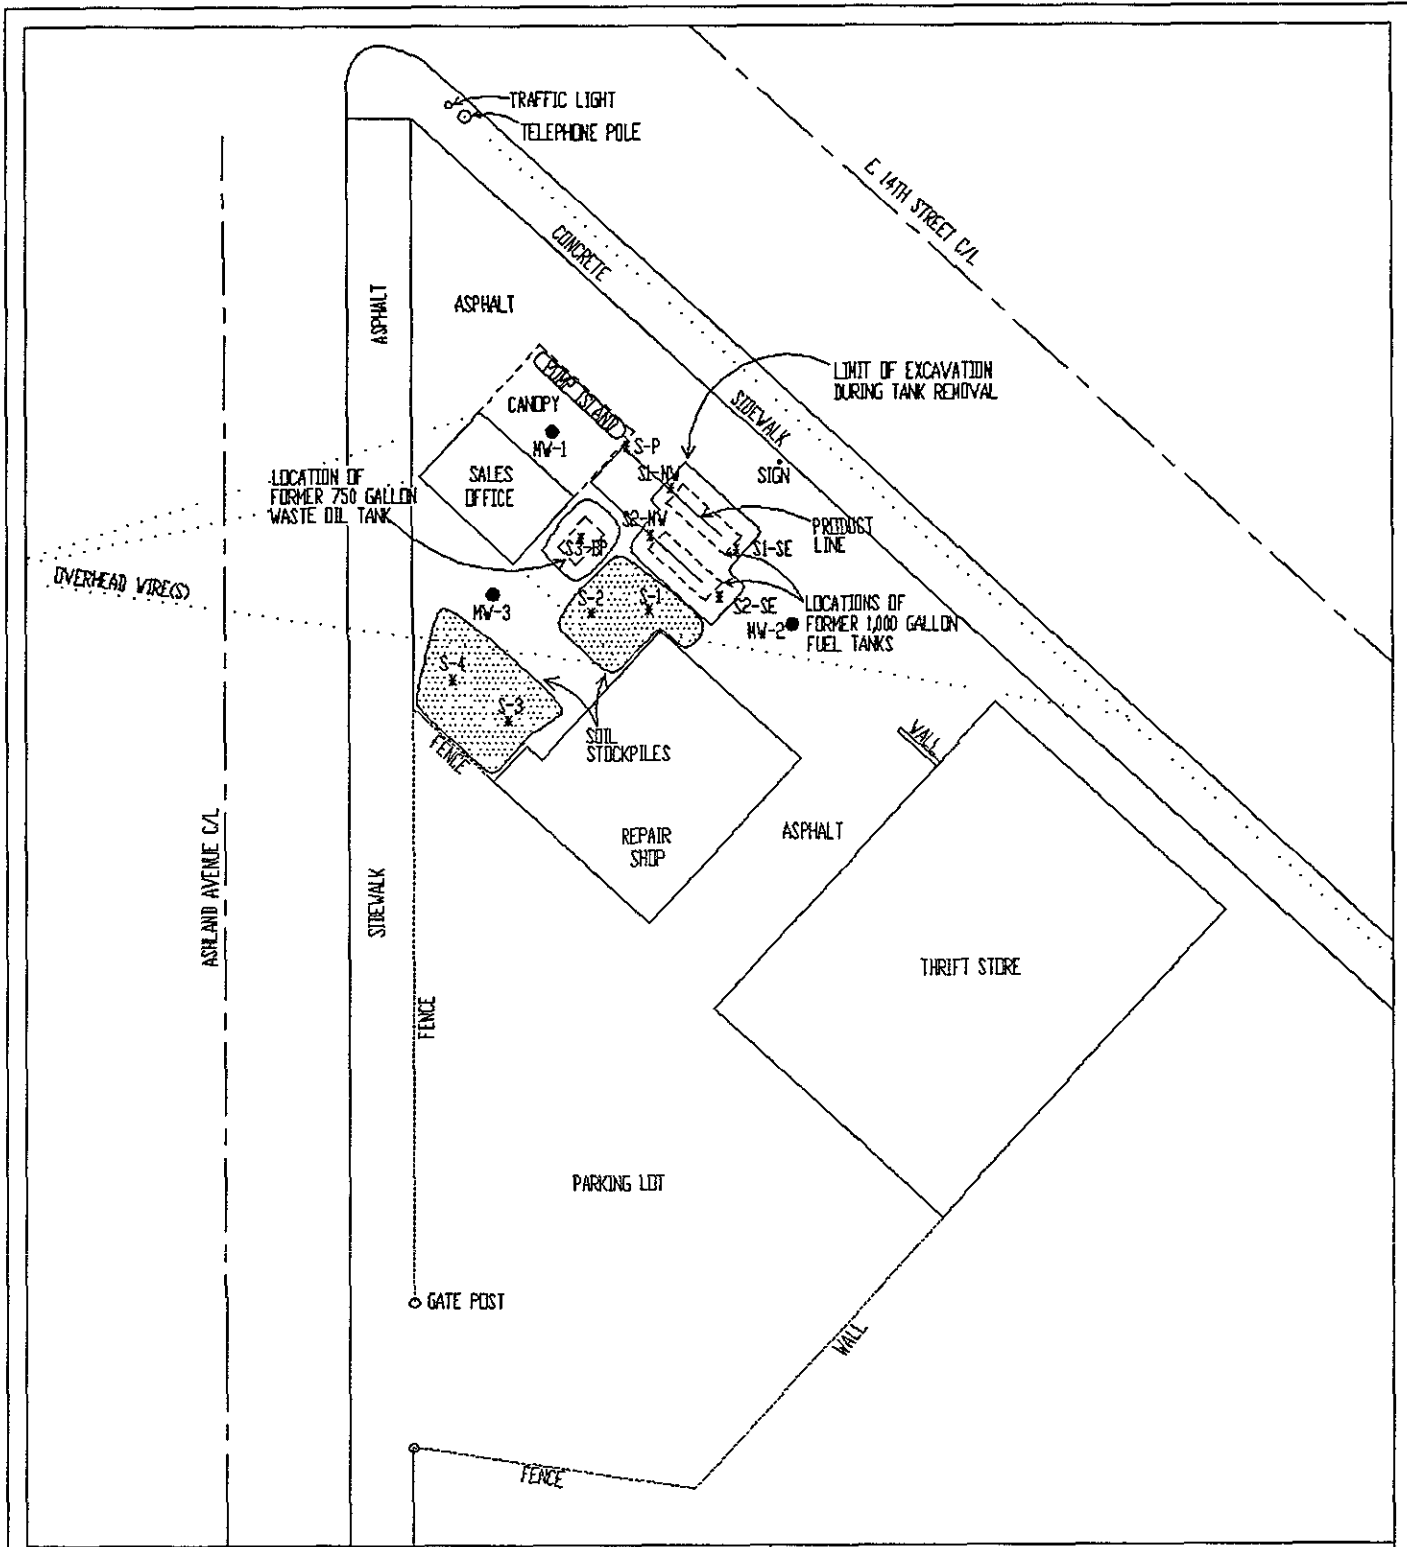 TRAFFIC LIGHT
TELEPHONE POLE
E. 14TH STREET C/L
CONCRETE
ASPHALT
ASPHALT
LIMIT OF EXCAVATION
DURING TANK REMOVAL
PUMP ISLAND
CANOPY
SIDEWALK
MW-1
S-P
S1-NW
SIGN
SALES
OFFICE
LOCATION OF
FORMER 750 GALLON
WASTE OIL TANK
S2-NW
PRODUCT
LINE
S3-BP
S1-SE
OVERHEAD WIRE(S)
MW-3
S-2
S-1
S2-SE
LOCATIONS OF
FORMER 1,000 GALLON
FUEL TANKS
MW-2
S-4
S-3
SOIL
STOCKPILES
FENCE
WALL
REPAIR
SHOP
ASPHALT
ASHLAND AVENUE C/L
SIDEWALK
THRIFT STORE
FENCE
PARKING LOT
GATE POST
WALL
FENCE